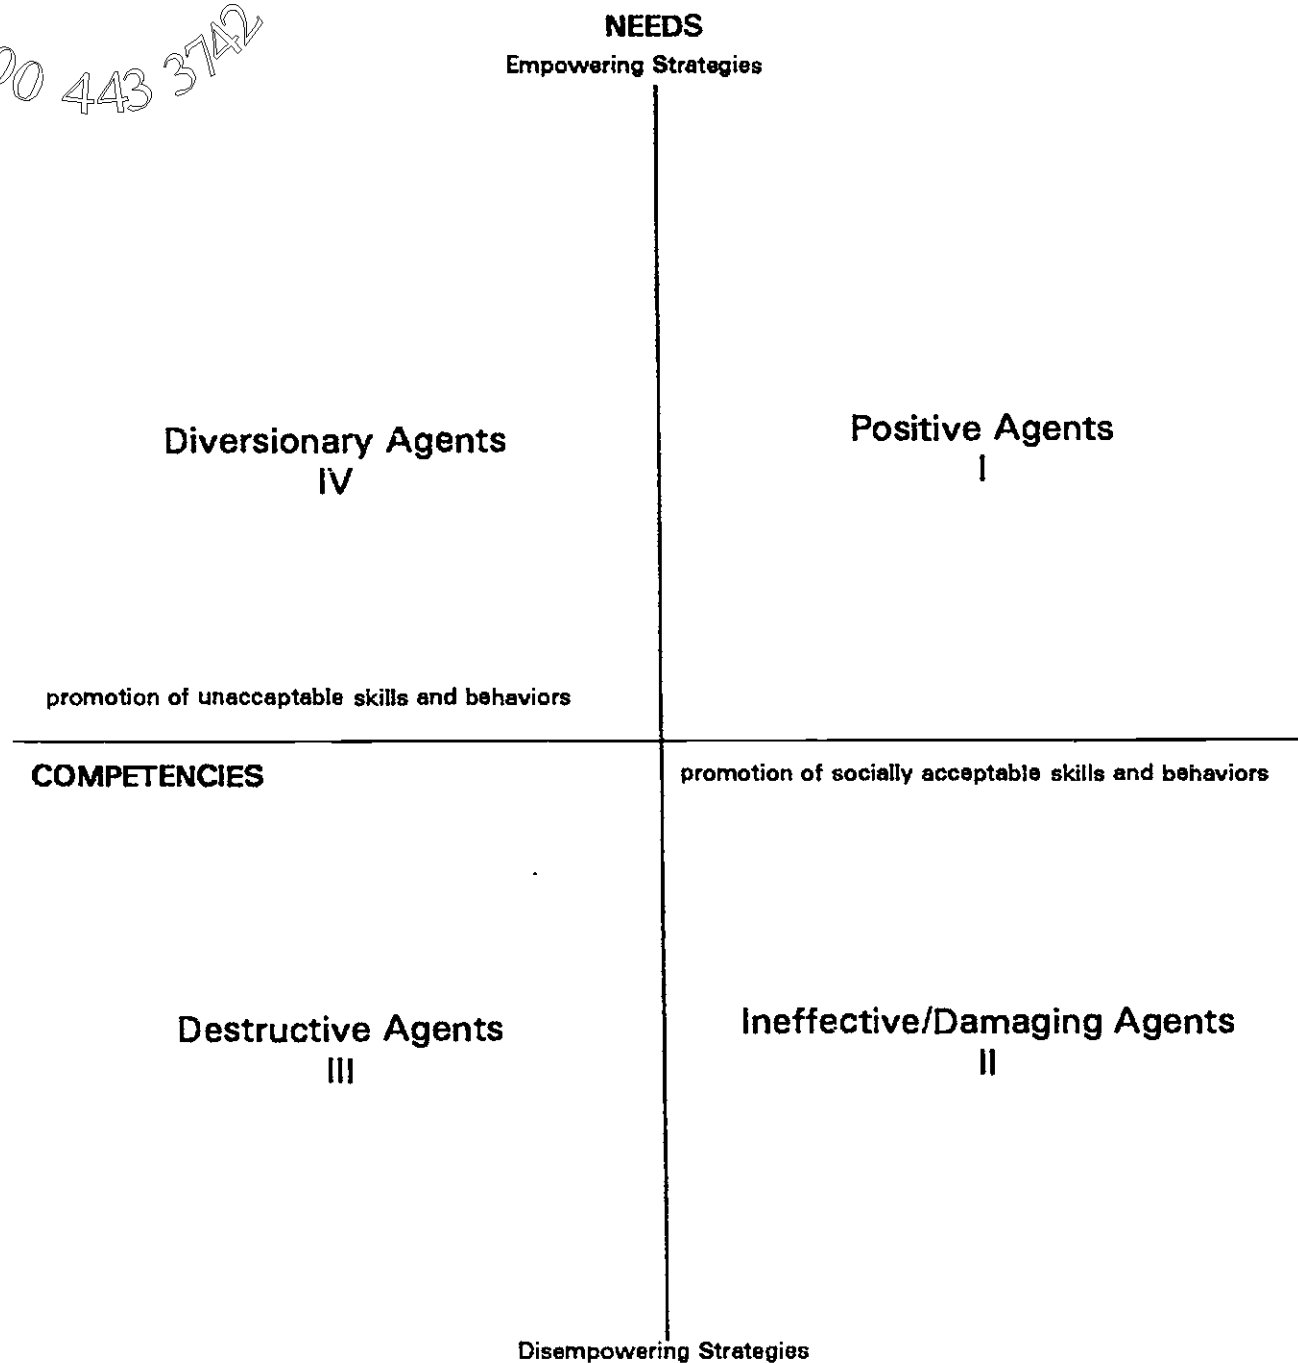 NEEDS
Empowering Strategies
00 443 3742
Diversionary Agents
IV
Positive Agents
I
promotion of unaccaptable skills and behaviors
COMPETENCIES
promotion of socially acceptable skills and behaviors
Destructive Agents
III
Ineffective/Damaging Agents
II
Disempowering Strategies